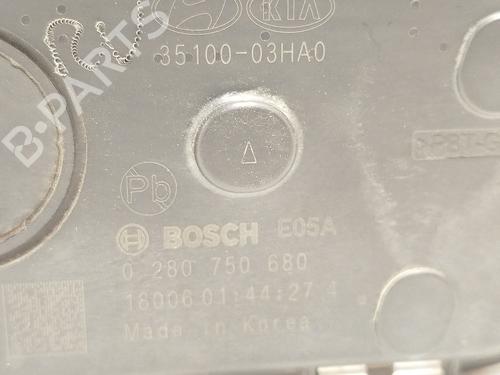 B-PARTS
KIA
35100-03HA0
>PBT-G
Pb
BOSCH E05A
0 280 750 680
16006 01:44:27 4
Made in Korea